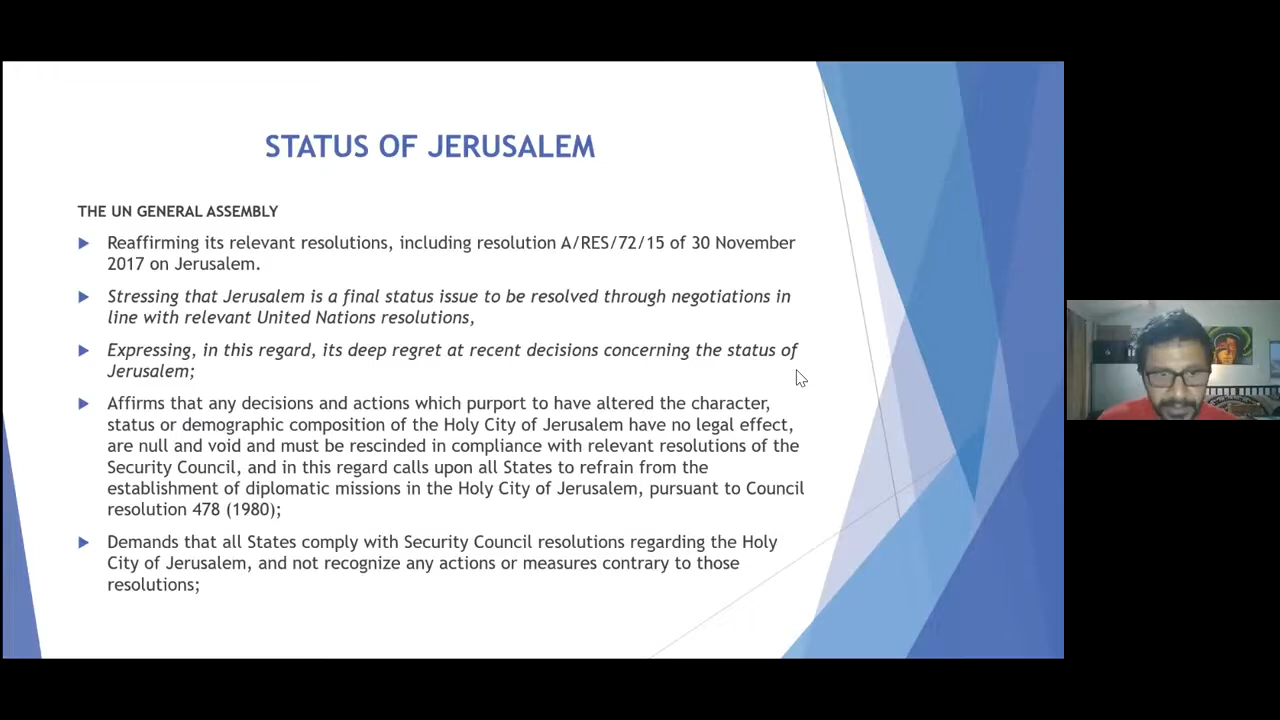 STATUS OF JERUSALEM
THE UN GENERAL ASSEMBLY
Reaffirming its relevant resolutions, including resolution A/RES/72/15 of 30 November
2017 on Jerusalem.
Stressing that Jerusalem is a final status issue to be resolved through negotiations in
line with relevant United Nations resolutions,
Expressing, in this regard, its deep regret at recent decisions concerning the status of
Jerusalem;
Affirms that any decisions and actions which purport to have altered the character,
status or demographic composition of the Holy City of Jerusalem have no legal effect,
are null and void and must be rescinded in compliance with relevant resolutions of the
Security Council, and in this regard calls upon all States to refrain from the
establishment of diplomatic missions in the Holy City of Jerusalem, pursuant to Council
resolution 478 (1980);
Demands that all States comply with Security Council resolutions regarding the Holy
City of Jerusalem, and not recognize any actions or measures contrary to those
resolutions;